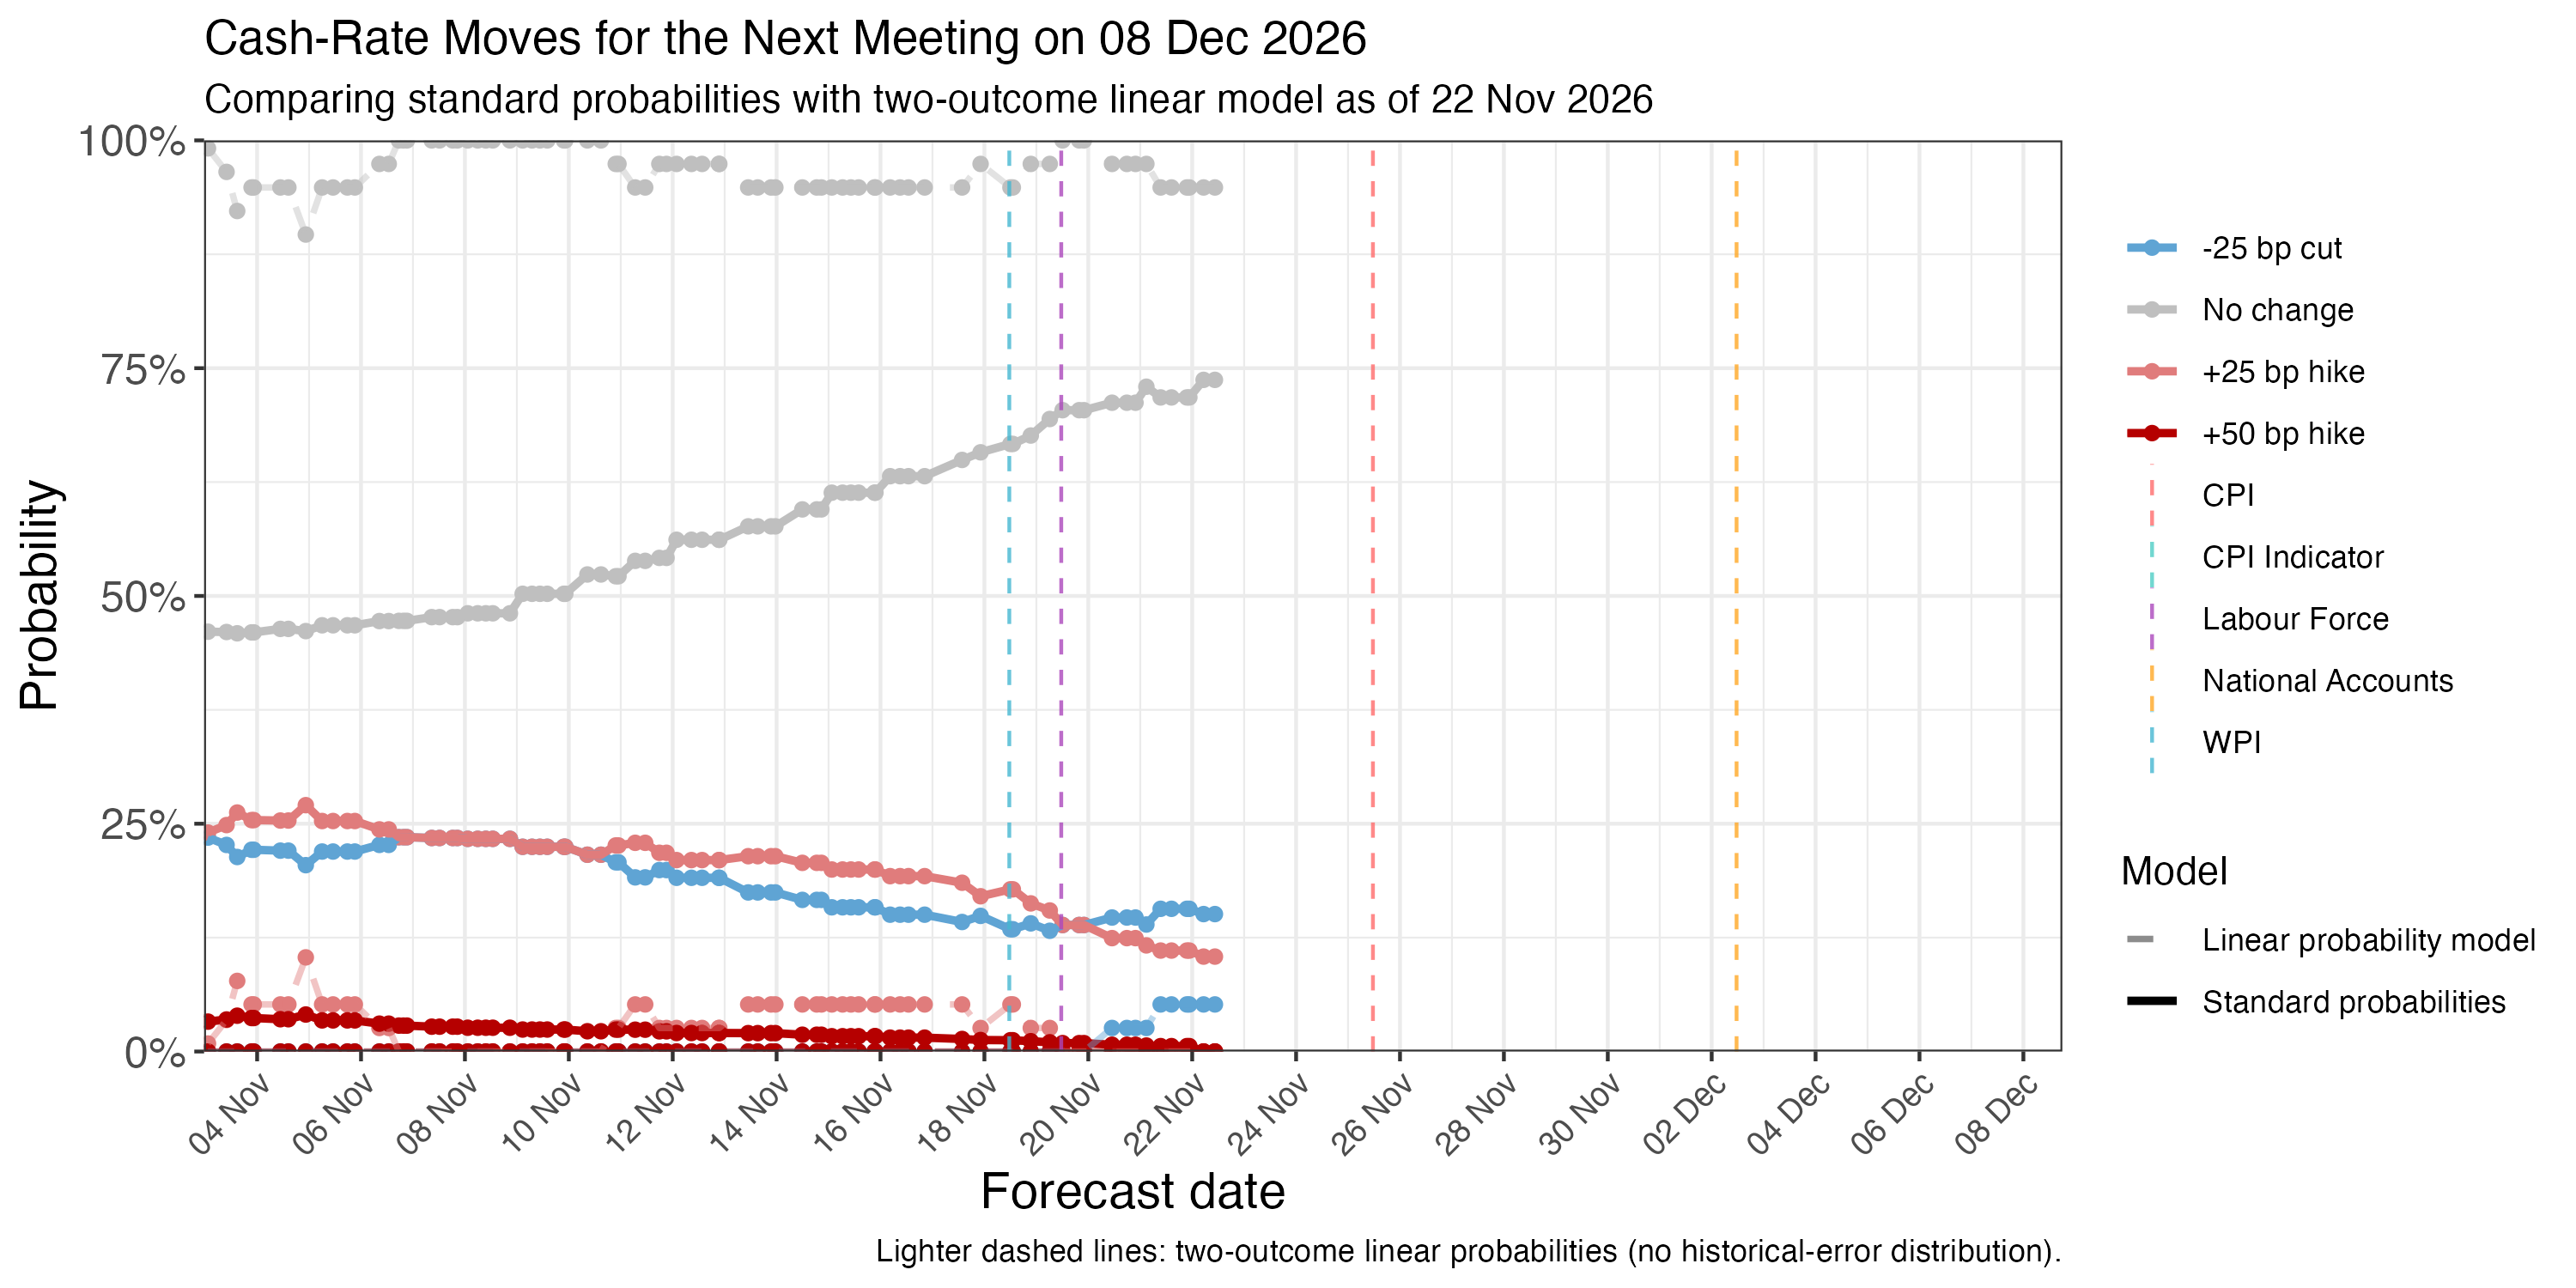 Cash-Rate Moves for the Next Meeting on 08 Dec 2026
Comparing standard probabilities with two-outcome linear model as of 22 Nov 2026
Probability
100%
75%
50%
25%
0%
04 Nov
06 Nov
08 Nov
10 Nov
12 Nov
14 Nov
16 Nov
18 Nov
20 Nov
22 Nov
24 Nov
26 Nov
28 Nov
30 Nov
02 Dec
04 Dec
06 Dec
08 Dec
Forecast date
-25 bp cut
No change
+25 bp hike
+50 bp hike
CPI
CPI Indicator
Labour Force
National Accounts
WPI
Model
Linear probability model
Standard probabilities
Lighter dashed lines: two-outcome linear probabilities (no historical-error distribution).